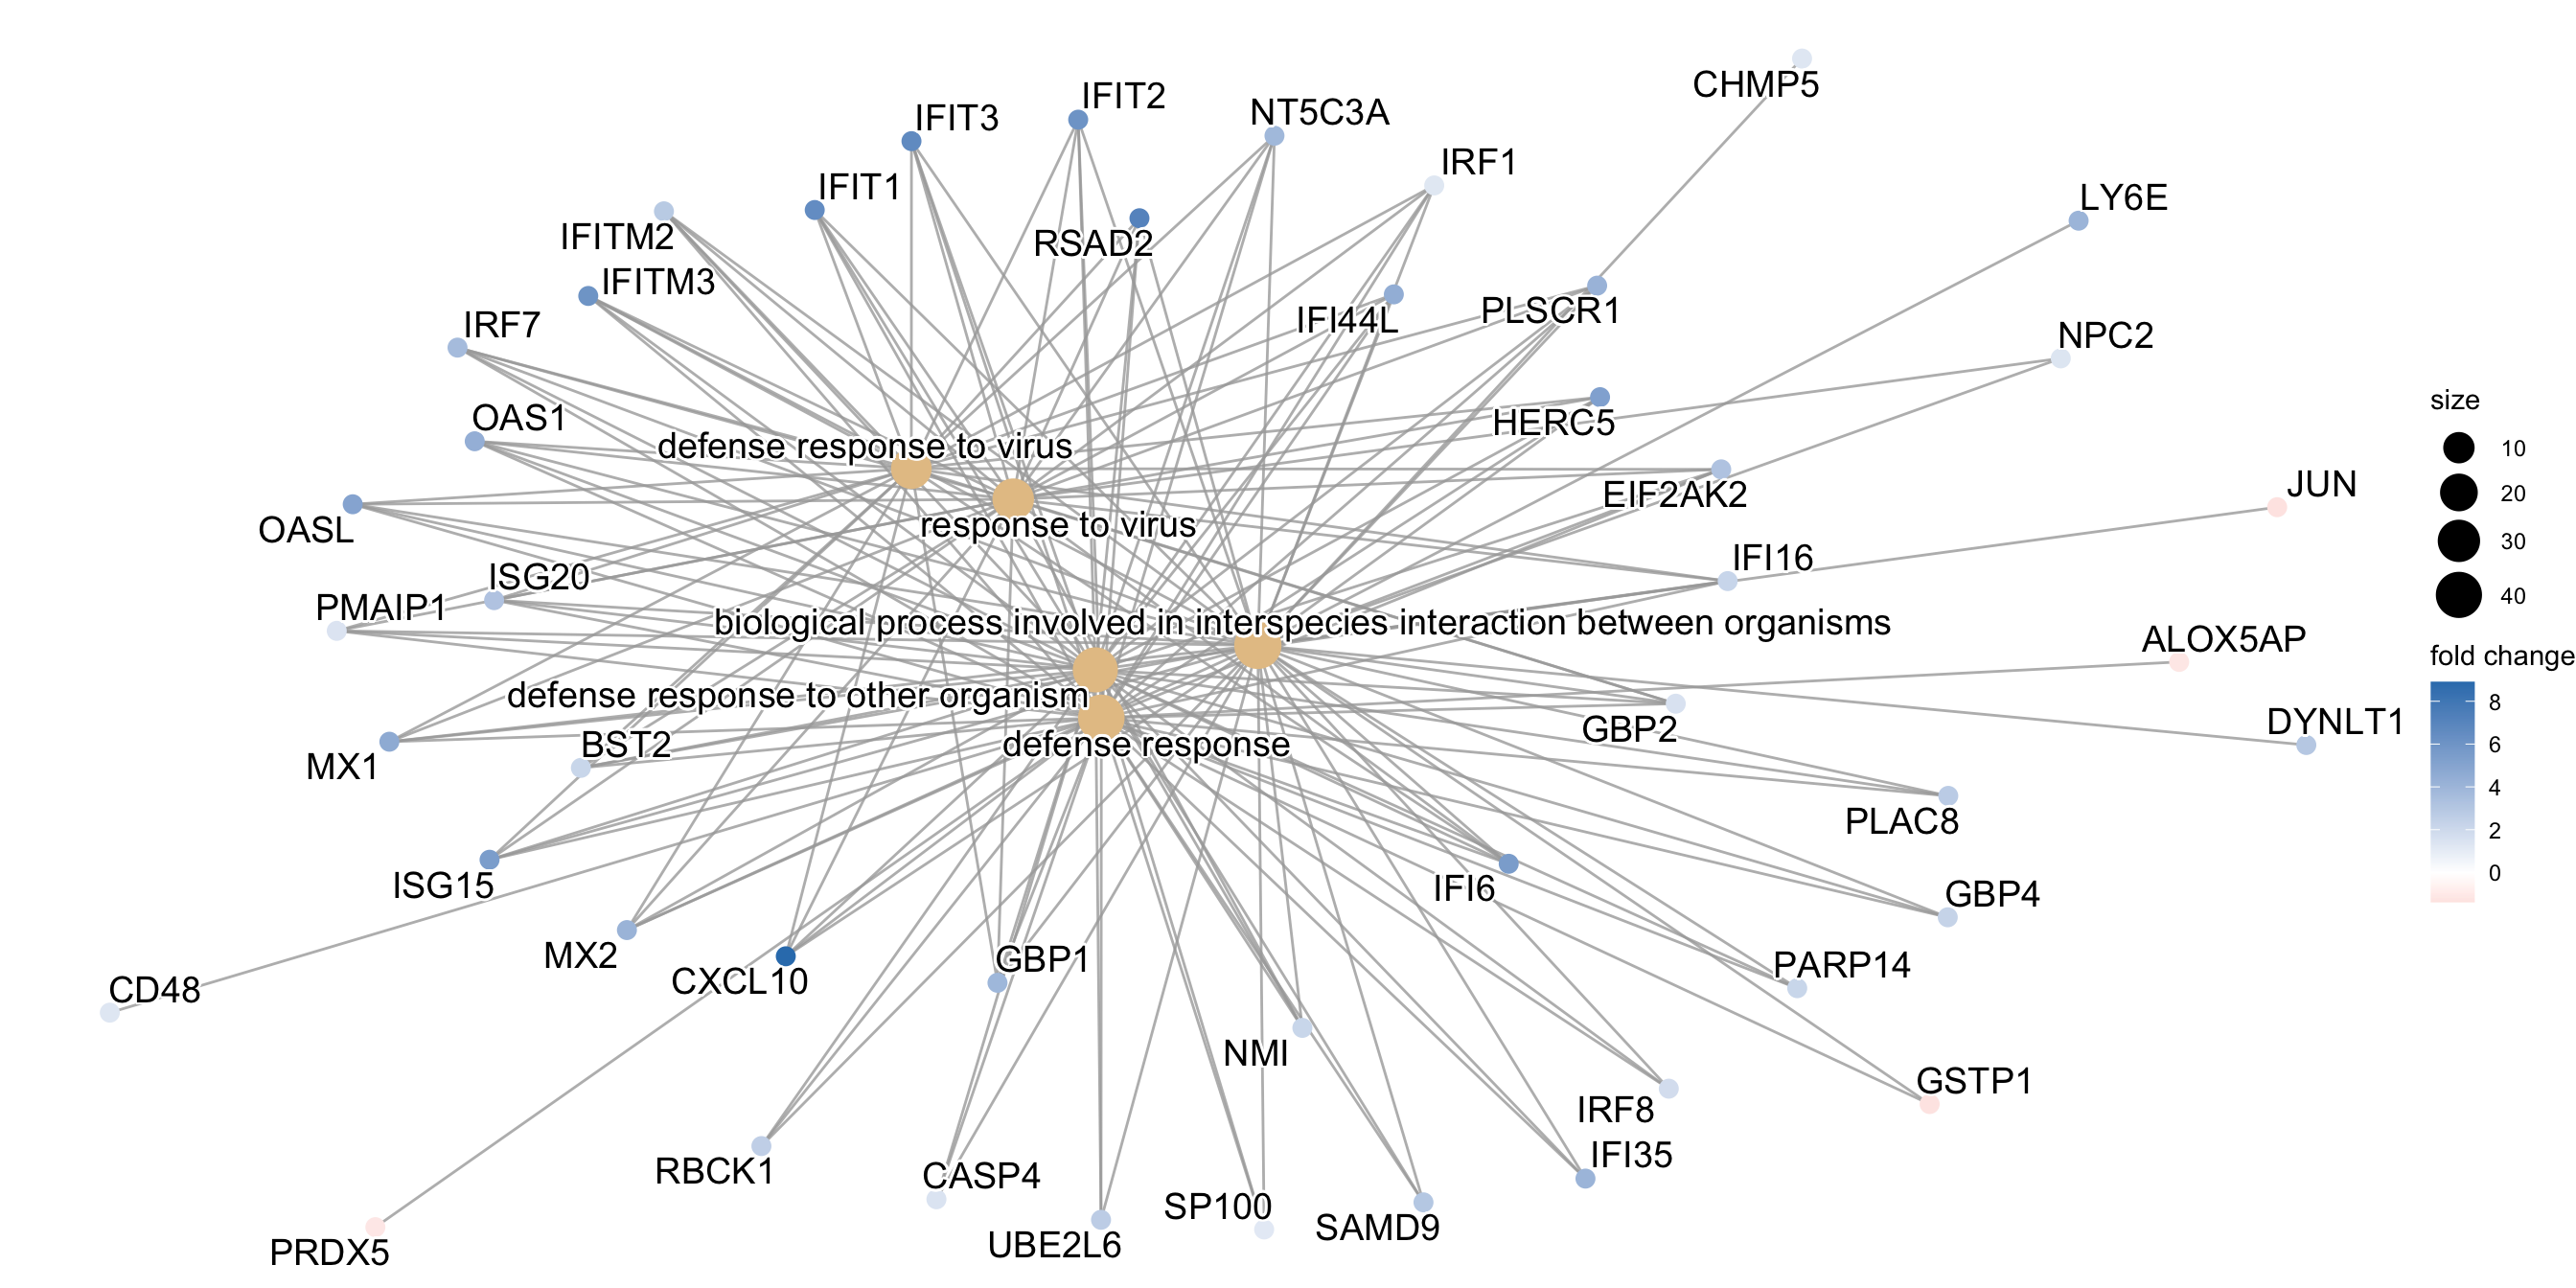 CHMP5
IFIT2
IFIT3
NT5C3A
IRF1
IFIT1
LY6E
IFITM2
RSAD2
IFITM3
PLSCR1
IFI44L
IRF7
NPC2
OAS1
HERC5
defense response to virus
size
10
JUN
EIF2AK2
20
response to virus
OASL
30
IFI16
ISG20
40
PMAIP1
biological process involved in interspecies interaction between organisms
ALOX5AP
fold change
defense response to other organism
8
DYNLT1
GBP2
BST2
defense response
6
MX1
4
PLAC8
2
0
ISG15
IFI6
GBP4
MX2
GBP1
PARP14
CXCL10
CD48
NMI
GSTP1
IRF8
IFI35
RBCK1
CASP4
SP100
SAMD9
UBE2L6
PRDX5